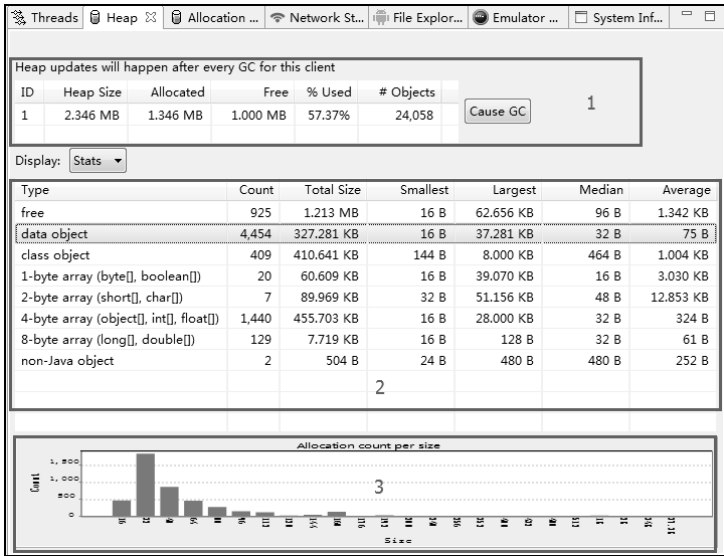 Threads Heap Allocation ... Network St... File Explor... Emulator ... System Inf...
Heap updates will happen after every GC for this client
ID Heap Size Allocated Free % Used # Objects
1 2.346 MB 1.346 MB 1.000 MB 57.37% 24,058 Cause GC 1
Display: Stats
Type Count Total Size Smallest Largest Median Average
free 925 1.213 MB 16 B 62.656 KB 96 B 1.342 KB
data object 4,454 327.281 KB 16 B 37.281 KB 32 B 75 B
class object 409 410.641 KB 144 B 8.000 KB 464 B 1.004 KB
1-byte array (byte[], boolean[]) 20 60.609 KB 16 B 39.070 KB 16 B 3.030 KB
2-byte array (short[], char[]) 7 89.969 KB 32 B 51.156 KB 48 B 12.853 KB
4-byte array (object[], int[], float[]) 1,440 455.703 KB 16 B 28.000 KB 32 B 324 B
8-byte array (long[], double[]) 129 7.719 KB 16 B 128 B 32 B 61 B
non-Java object 2 504 B 24 B 480 B 480 B 252 B
2
Allocation count per size
1,500
1,000
500
0
Count
3
Size